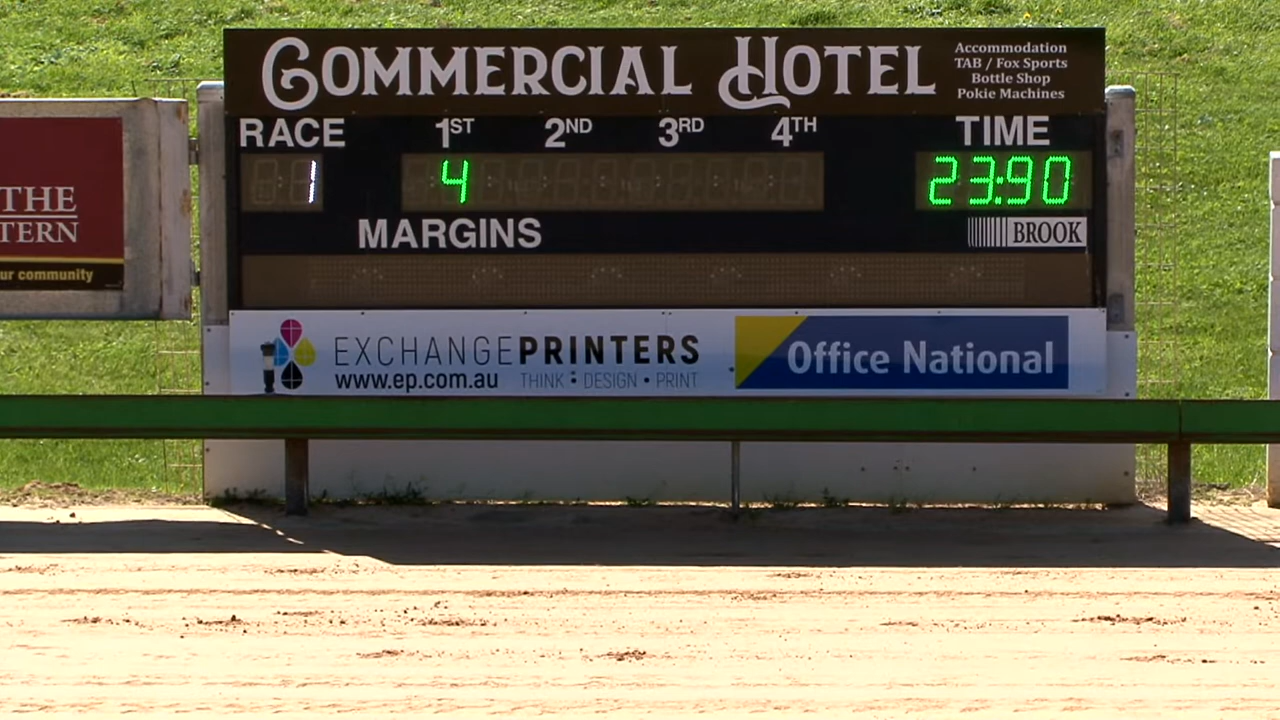 COMMERCIAL HOTEL
Accommodation
TAB / Fox Sports
Bottle Shop
Pokie Machines
RACE 1ST 2ND 3RD 4TH TIME
1 4 23:90
MARGINS
BROOK
THE
TERN
ur community
EXCHANGEPRINTERS
www.ep.com.au THINK : DESIGN • PRINT
Office National